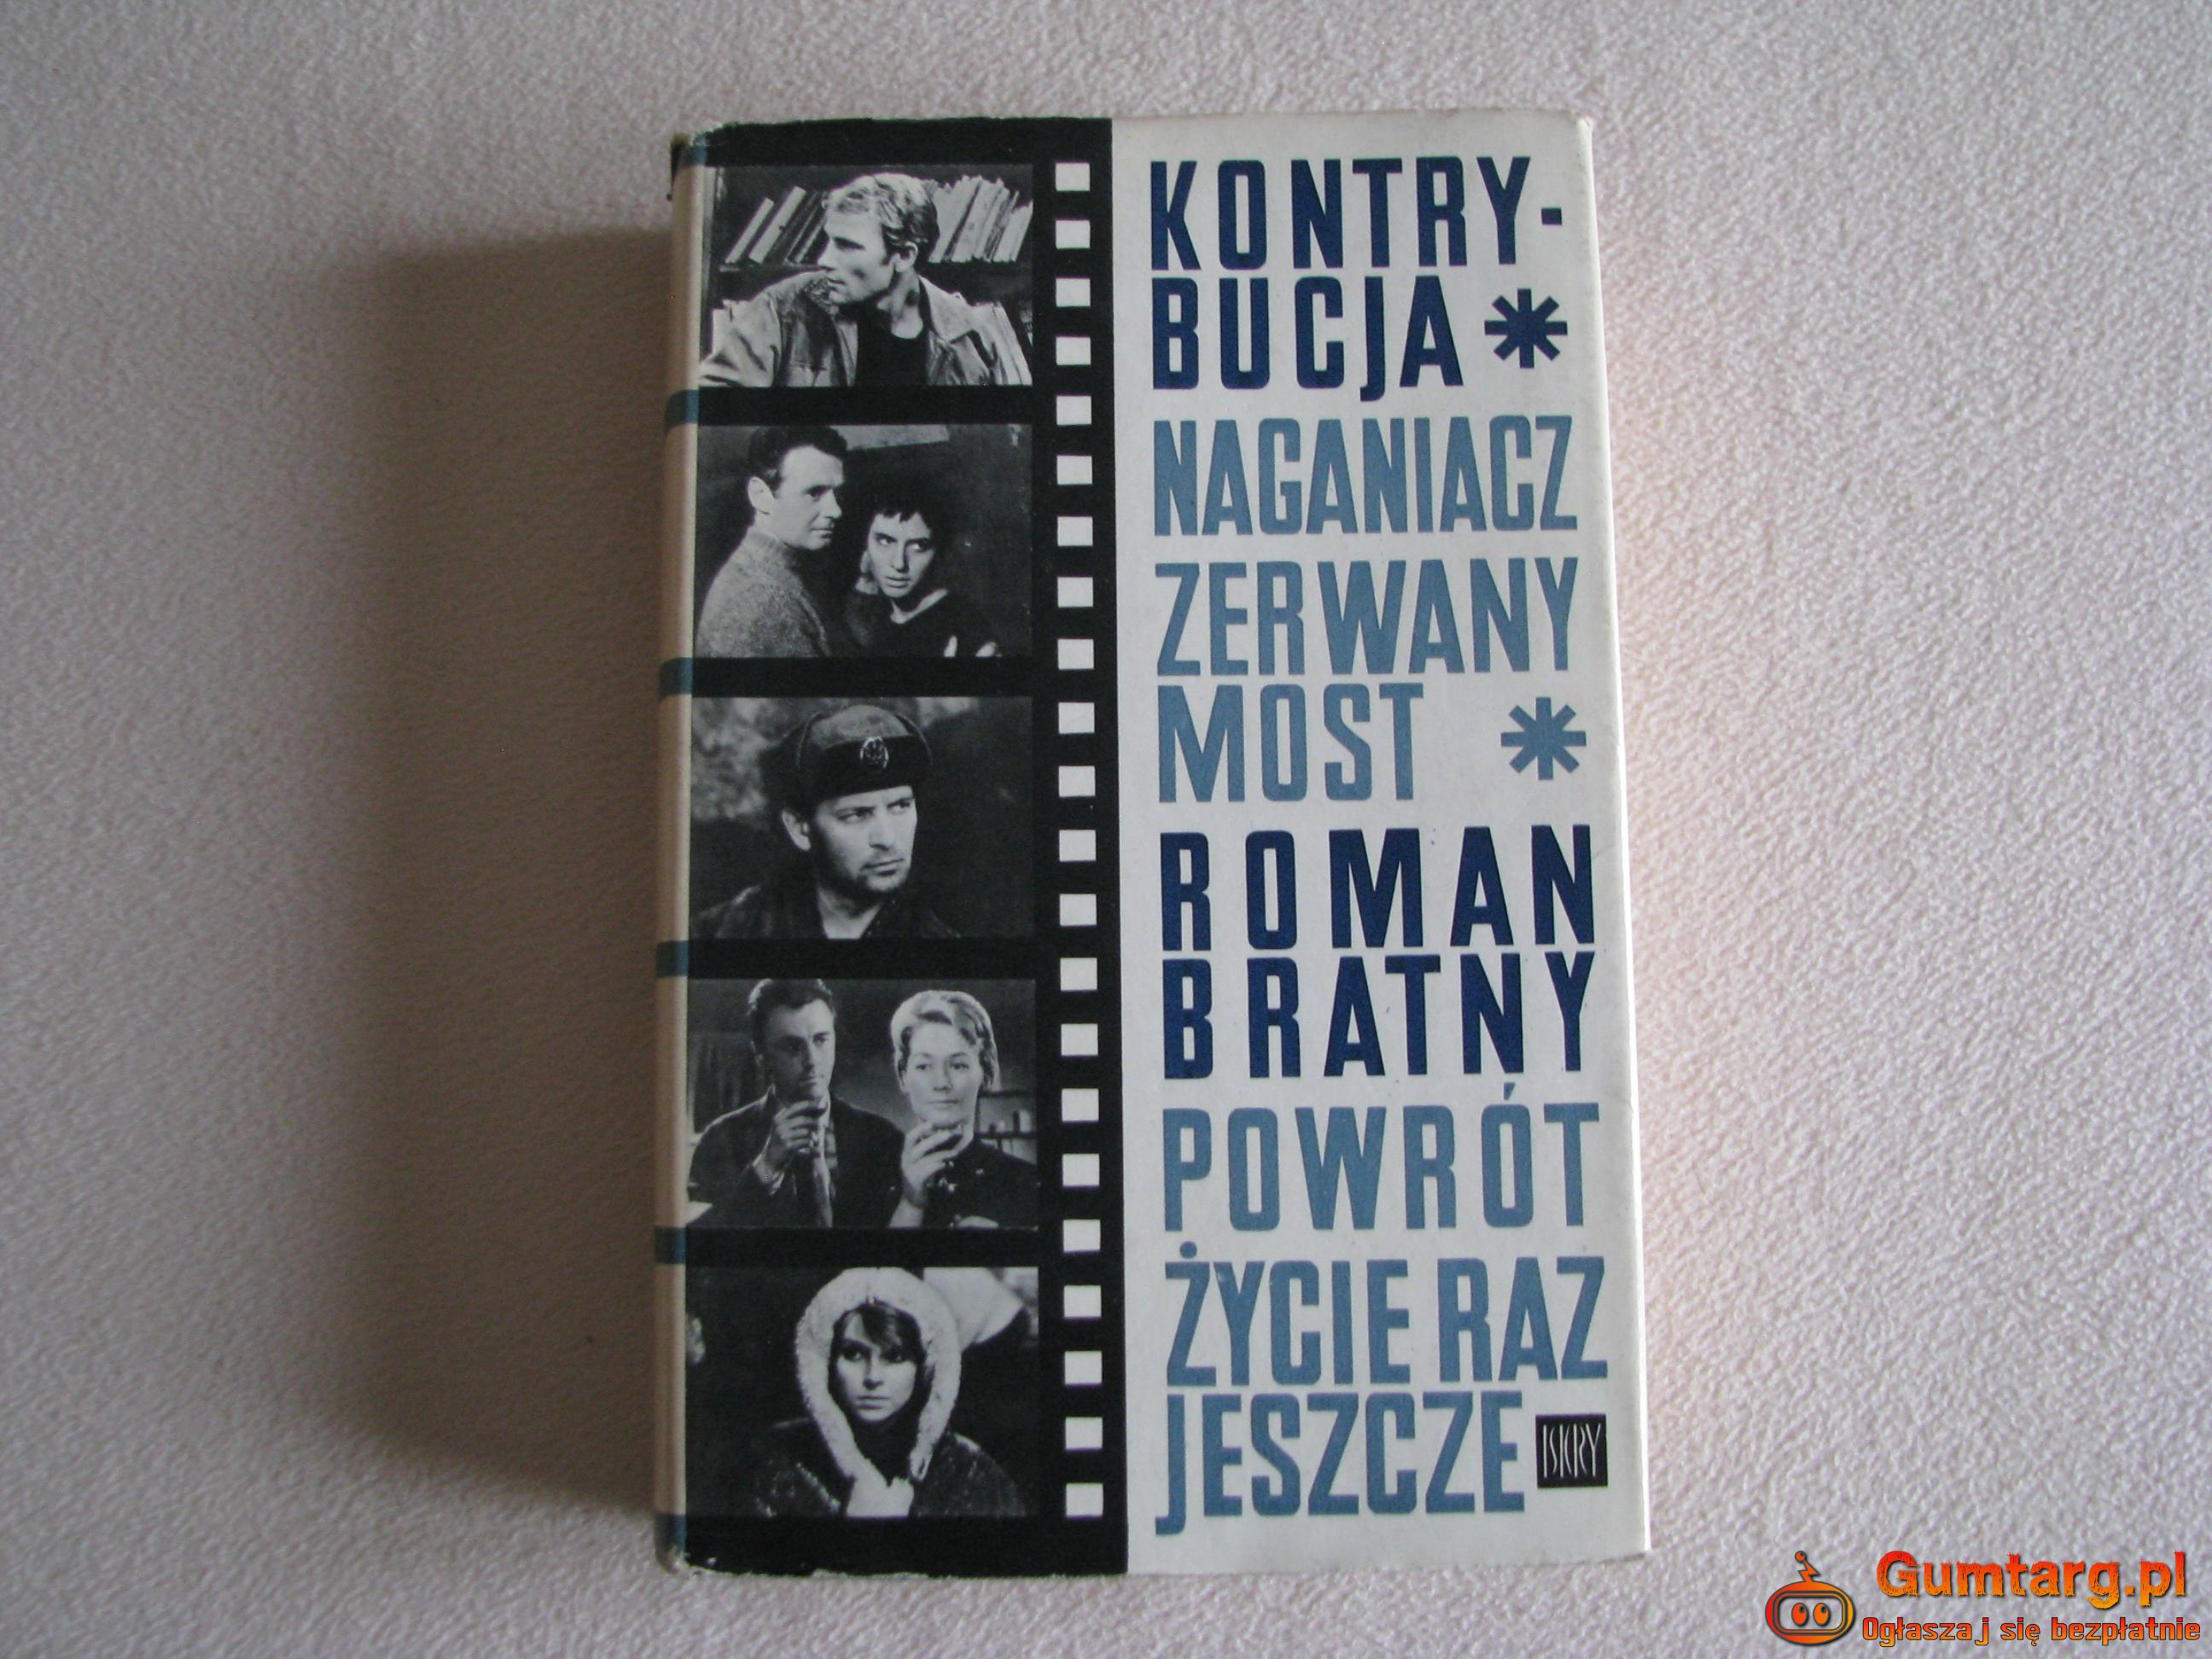 KONTRY-
BUCJA *
NAGANIACZ
ZERWANY
MOST *
ROMAN
BRATNY
POWRÓT
ŻYCIE RAZ
JESZCZE
ISKRY
Gumtarg.pl
Ogłaszaj się bezpłatnie